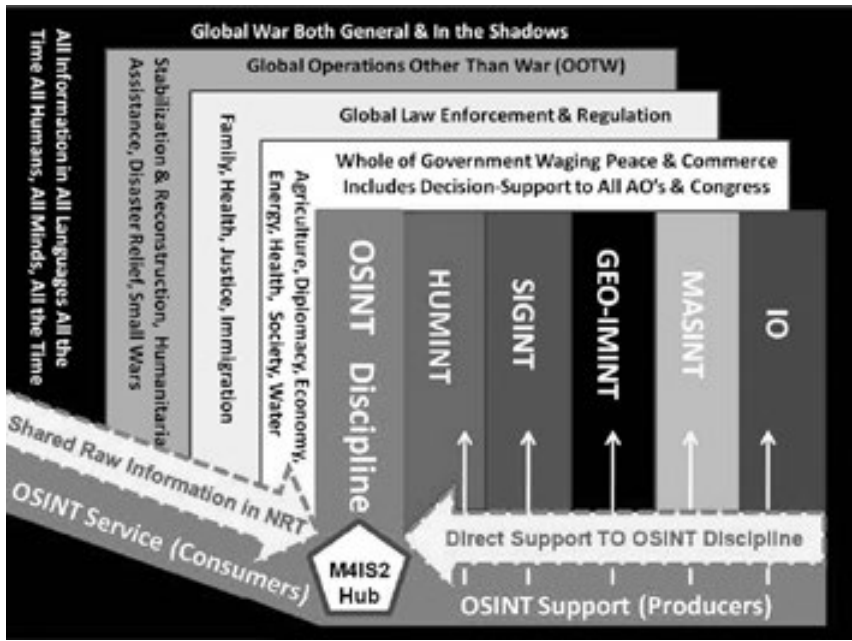 Global War Both General & In the Shadows
Global Operations Other Than War (OOTW)
Global Law Enforcement & Regulation
Whole of Government Waging Peace & Commerce
Includes Decision-Support to All AO's & Congress
All Information in All Languages All the
Time All Humans, All Minds, All the Time
Stabilization & Reconstruction, Humanitaria
Assistance, Disaster Relief, Small Wars
Family, Health, Justice, Immigration
Agriculture, Diplomacy, Economy,
Energy, Health, Society, Water
OSINT Discipline
HUMINT
SIGINT
GEO-IMINT
MASINT
IO
Shared Raw Information in NRT
OSINT Service (Consumers)
M4IS2
Hub
Direct Support TO OSINT Discipline
OSINT Support (Producers)